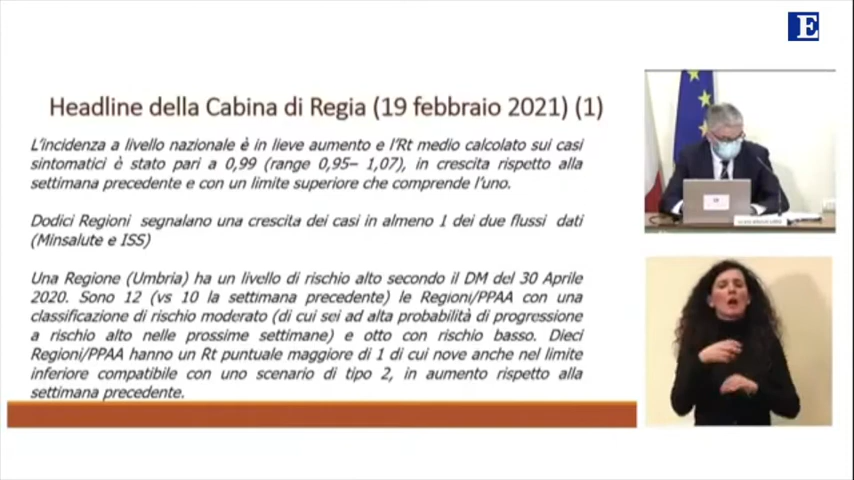 E
Headline della Cabina di Regia (19 febbraio 2021) (1)
L'incidenza a livello nazionale è in lieve aumento e l'Rt medio calcolato sui casi
sintomatici è stato pari a 0,99 (range 0,95– 1,07), in crescita rispetto alla
settimana precedente e con un limite superiore che comprende l'uno.
Dodici Regioni segnalano una crescita dei casi in almeno 1 dei due flussi dati
(Minsalute e ISS)
Una Regione (Umbria) ha un livello di rischio alto secondo il DM del 30 Aprile
2020. Sono 12 (vs 10 la settimana precedente) le Regioni/PPAA con una
classificazione di rischio moderato (di cui sei ad alta probabilità di progressione
a rischio alto nelle prossime settimane) e otto con rischio basso. Dieci
Regioni/PPAA hanno un Rt puntuale maggiore di 1 di cui nove anche nel limite
inferiore compatibile con uno scenario di tipo 2, in aumento rispetto alla
settimana precedente.